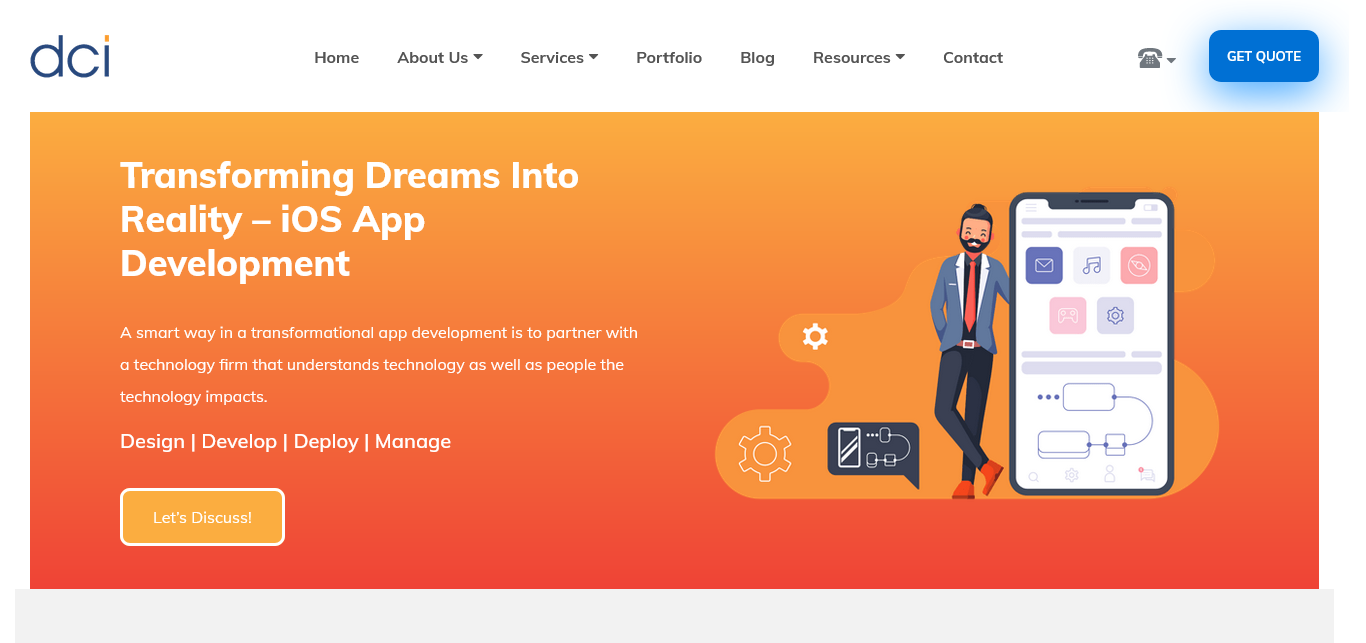 dci
Home About Us Services Portfolio Blog Resources Contact
GET QUOTE
Transforming Dreams Into
Reality – iOS App
Development
A smart way in a transformational app development is to partner with
a technology firm that understands technology as well as people the
technology impacts.
Design | Develop | Deploy | Manage
Let's Discuss!